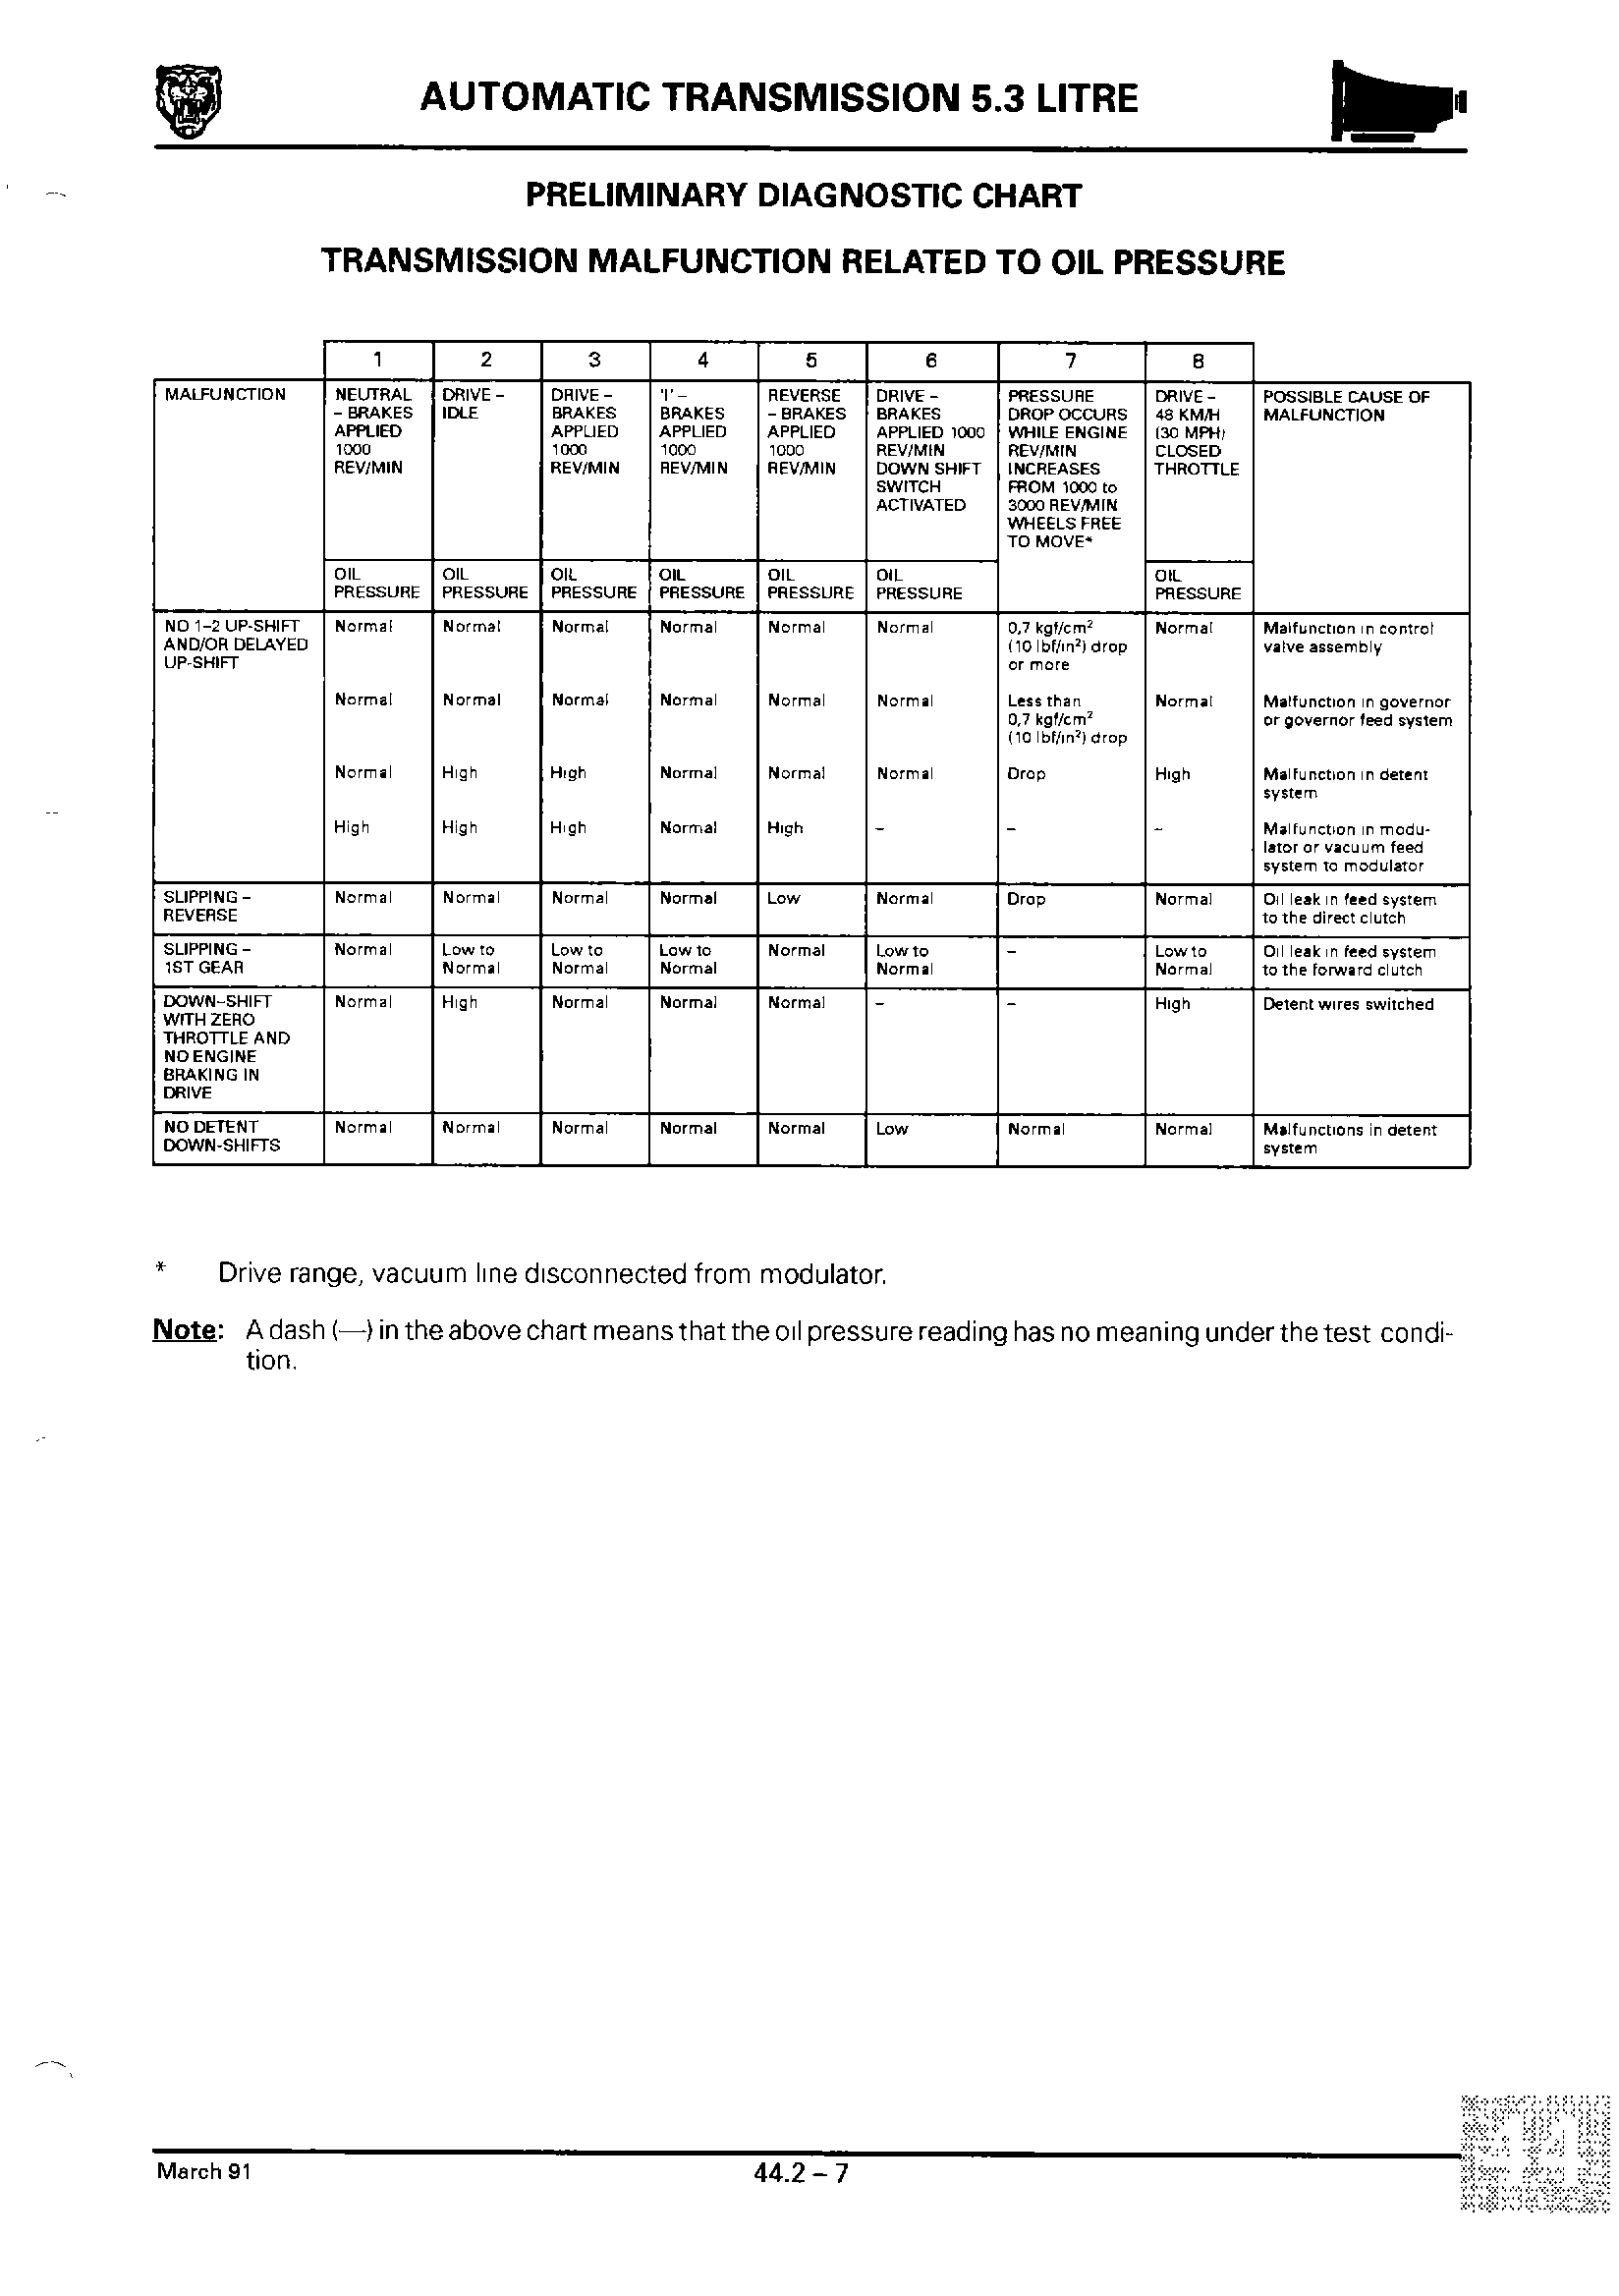 AUTOMATIC TRANSMISSION 5.3 LITRE
PRELIMINARY DIAGNOSTIC CHART
TRANSMISSION MALFUNCTION RELATED TO OIL PRESSURE
1 2 3 4 5 6 7 8
MALFUNCTION
NEUTRAL
– BRAKES
APPLIED
1000
REV/MIN
OIL
PRESSURE
DRIVE –
IDLE
OIL
PRESSURE
DRIVE –
BRAKES
APPLIED
1000
REV/MIN
OIL
PRESSURE
'I' –
BRAKES
APPLIED
1000
REV/MIN
OIL
PRESSURE
REVERSE
– BRAKES
APPLIED
1000
REV/MIN
OIL
PRESSURE
DRIVE –
BRAKES
APPLIED 1000
REV/MIN
DOWN SHIFT
SWITCH
ACTIVATED
OIL
PRESSURE
PRESSURE
DROP OCCURS
WHILE ENGINE
REV/MIN
INCREASES
FROM 1000 to
3000 REV/MIN
WHEELS FREE
TO MOVE*
DRIVE –
48 KM/H
(30 MPH)
CLOSED
THROTTLE
OIL
PRESSURE
POSSIBLE CAUSE OF
MALFUNCTION
NO 1–2 UP-SHIFT
AND/OR DELAYED
UP-SHIFT
Normal Normal Normal Normal Normal Normal
0,7 kgf/cm²
(10 lbf/in²) drop
or more
Normal
Malfunction in control
valve assembly
Normal Normal Normal Normal Normal Normal
Less than
0,7 kgf/cm²
(10 lbf/in²) drop
Normal
Malfunction in governor
or governor feed system
Normal High High Normal Normal Normal Drop High
Malfunction in detent
system
High High High Normal High – – –
Malfunction in modu-
lator or vacuum feed
system to modulator
SLIPPING –
REVERSE
Normal Normal Normal Normal Low Normal Drop Normal
Oil leak in feed system
to the direct clutch
SLIPPING –
1ST GEAR
Normal
Low to
Normal
Low to
Normal
Low to
Normal
Normal
Low to
Normal
–
Low to
Normal
Oil leak in feed system
to the forward clutch
DOWN–SHIFT
WITH ZERO
THROTTLE AND
NO ENGINE
BRAKING IN
DRIVE
Normal High Normal Normal Normal – – High
Detent wires switched
NO DETENT
DOWN-SHIFTS
Normal Normal Normal Normal Normal Low Normal Normal
Malfunctions in detent
system
* Drive range, vacuum line disconnected from modulator.
Note: A dash (—) in the above chart means that the oil pressure reading has no meaning under the test condi-
tion.
March 91
44.2 – 7